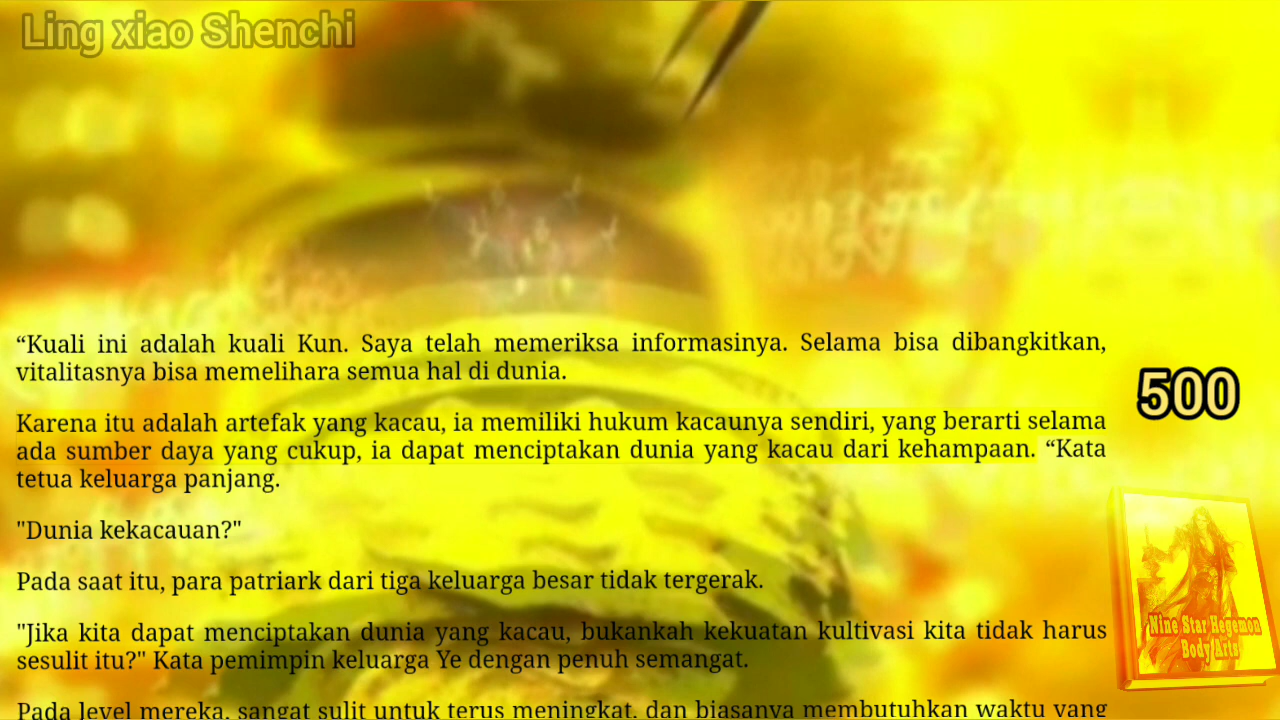 Ling xiao Shenchi
“Kuali ini adalah kuali Kun. Saya telah memeriksa informasinya. Selama bisa dibangkitkan,
vitalitasnya bisa memelihara semua hal di dunia.
Karena itu adalah artefak yang kacau, ia memiliki hukum kacaunya sendiri, yang berarti selama
ada sumber daya yang cukup, ia dapat menciptakan dunia yang kacau dari kehampaan. “Kata
tetua keluarga panjang.
"Dunia kekacauan?"
Pada saat itu, para patriark dari tiga keluarga besar tidak tergerak.
"Jika kita dapat menciptakan dunia yang kacau, bukankah kekuatan kultivasi kita tidak harus
sesulit itu?" Kata pemimpin keluarga Ye dengan penuh semangat.
Pada level mereka, sangat sulit untuk terus meningkat, dan biasanya membutuhkan waktu yang
500
Nine Star Hegemon
Body Arts